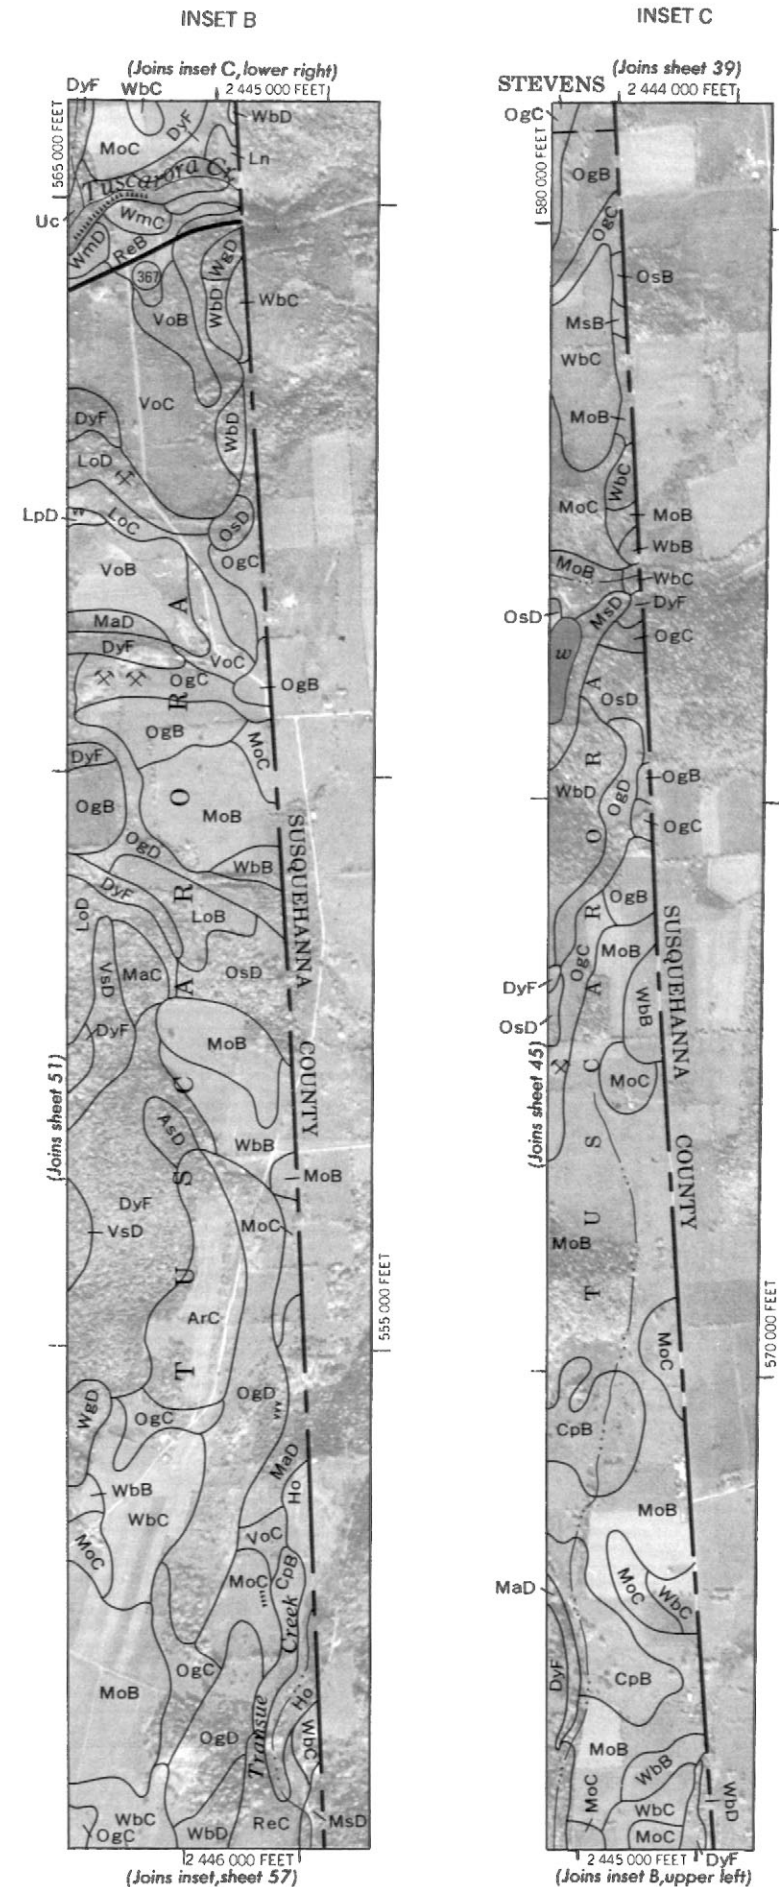 INSET B
(Joins inset C, lower right)
DyF WbC 2 445 000 FEET
565 000 FEET
DyF
WbD
MoC
Ln
Tuscarora Cr
Uc
WmC
WmD
ReB
367
WgD
WbD
WbC
VoB
VoC
DyF
WbD
LoD
LpD
LoC
OsD
OgC
VoB
MaD
DyF
VoC
OgC
OgB
OgB
MoC
DyF
OgB
MoB
OgD
WbB
DyF
LoD
LoB
VsD
MaC
OsD
DyF
MoB
(Joins sheet 51)
AsD
WbB
MoB
DyF
VsD
MoC
ArC
555 000 FEET
WgD
OgC
OgD
MaD
Ho
WbB
WbC
MoC
VoC
MoC
CpB
Creek
OgC
MoB
Ho
OgD
Transue
WbC
WbC
OgC
WbD
ReC
MsD
TUSCARORA
SUSQUEHANNA
COUNTY
2 446 000 FEET
(Joins inset, sheet 57)
INSET C
(Joins sheet 39)
STEVENS 2 444 000 FEET
OgC
580 000 FEET
OgB
OgC
OsB
MsB
WbC
MoB
WbC
MoC
MoB
WbB
MoB
WbC
OsD
MsD
DyF
OgC
w
OsD
WbD
OgD
OgB
OgC
OgB
OgC
MoB
DyF
OsD
WbB
(Joins sheet 45)
MoC
MoB
570 000 FEET
MoC
CpB
MoB
MaD
MoC
WbC
DyF
CpB
MoB
WbB
MoC
WbC
WbD
MoC
TUSCARORA
SUSQUEHANNA
COUNTY
2 445 000 FEET DyF
(Joins inset B, upper left)